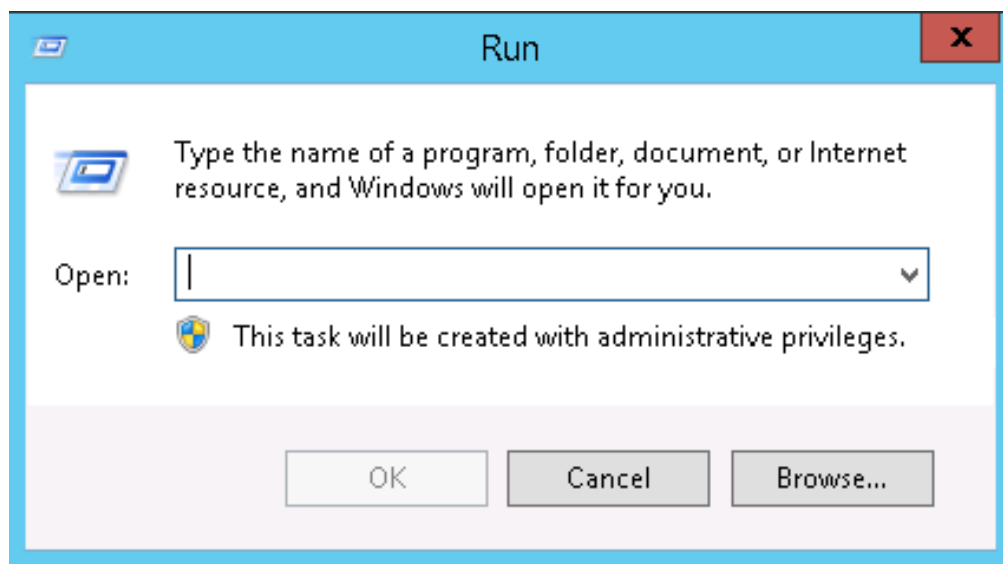 Run
x
Type the name of a program, folder, document, or Internet
resource, and Windows will open it for you.
Open:
This task will be created with administrative privileges.
OK Cancel Browse...